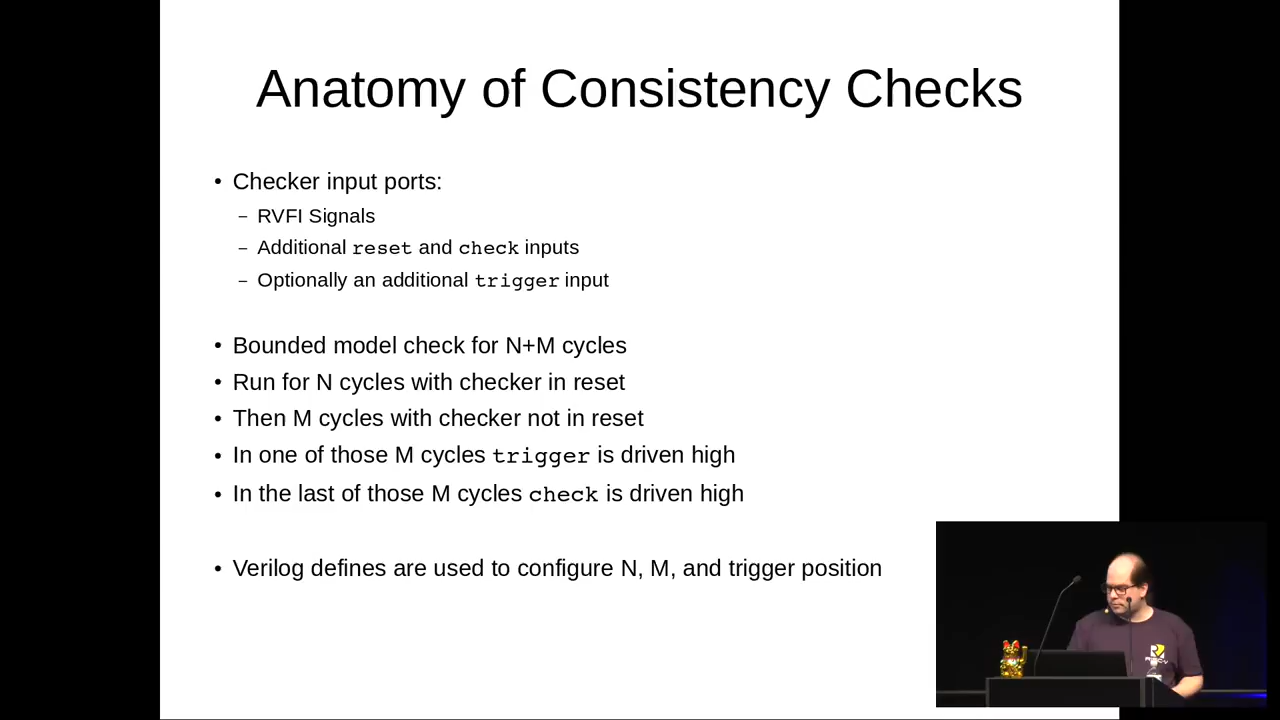 Anatomy of Consistency Checks
• Checker input ports:
– RVFI Signals
– Additional reset and check inputs
– Optionally an additional trigger input
• Bounded model check for N+M cycles
• Run for N cycles with checker in reset
• Then M cycles with checker not in reset
• In one of those M cycles trigger is driven high
• In the last of those M cycles check is driven high
• Verilog defines are used to configure N, M, and trigger position